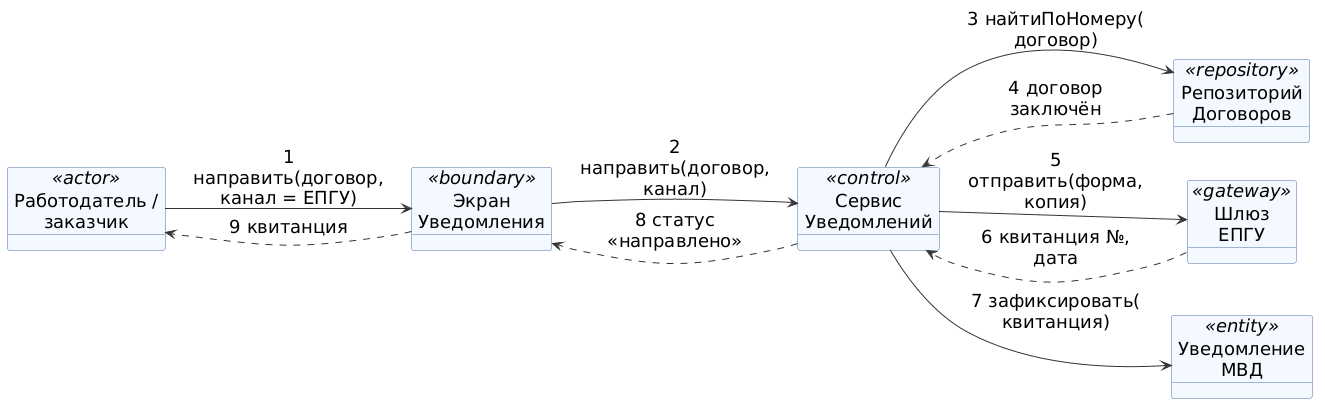 3 найтиПоНомеру(
договор)
«repository»
Репозиторий
Договоров
4 договор
заключён
1
направить(договор,
канал = ЕПГУ)
2
направить(договор,
канал)
5
отправить(форма,
копия)
«actor»
Работодатель /
заказчик
«boundary»
Экран
Уведомления
«control»
Сервис
Уведомлений
«gateway»
Шлюз
ЕПГУ
9 квитанция
8 статус
«направлено»
6 квитанция №,
дата
7 зафиксировать(
квитанция)
«entity»
Уведомление
МВД